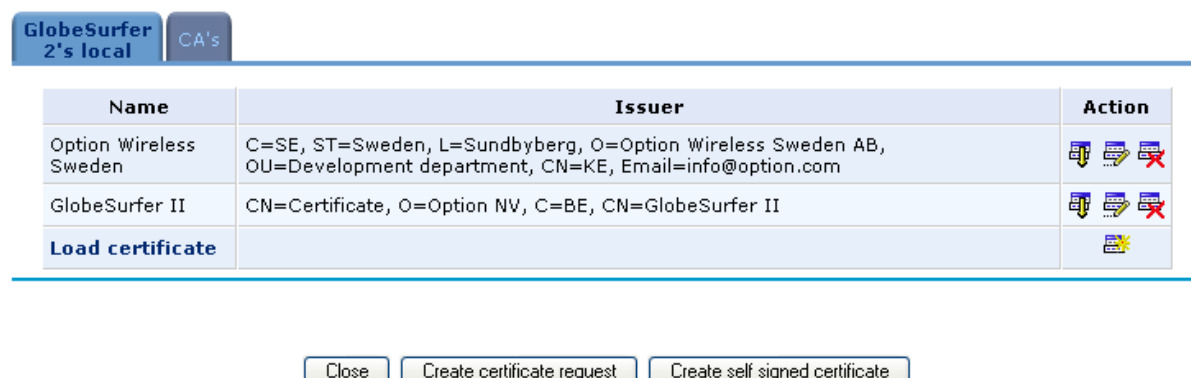 GlobeSurfer
2's local
CA's
Name Issuer Action
Option Wireless
Sweden
C=SE, ST=Sweden, L=Sundbyberg, O=Option Wireless Sweden AB,
OU=Development department, CN=KE, Email=info@option.com
GlobeSurfer II CN=Certificate, O=Option NV, C=BE, CN=GlobeSurfer II
Load certificate
Close Create certificate request Create self signed certificate